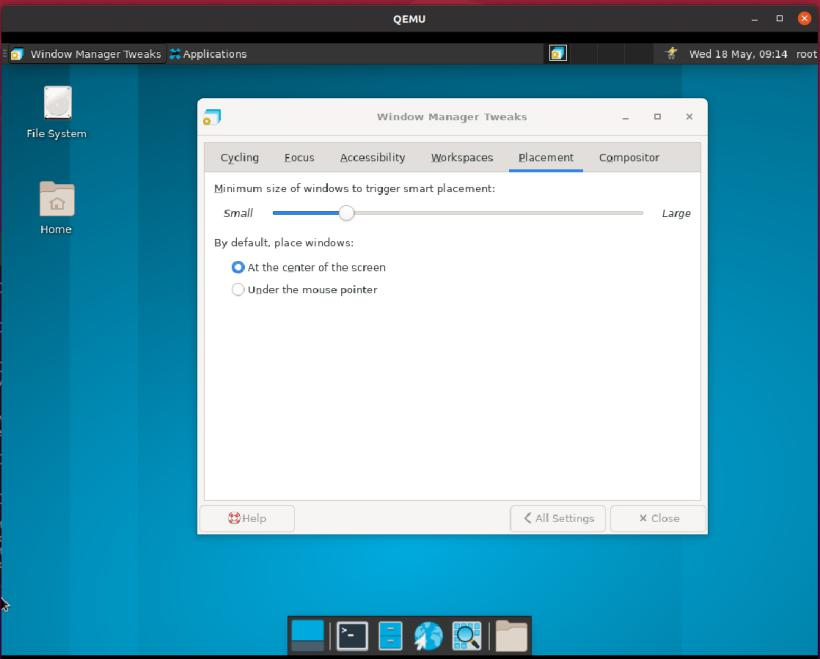 QEMU
Window Manager Tweaks Applications Wed 18 May, 09:14 root
File System
Home
Window Manager Tweaks
Cycling Focus Accessibility Workspaces Placement Compositor
Minimum size of windows to trigger smart placement:
Small Large
By default, place windows:
At the center of the screen
Under the mouse pointer
Help All Settings Close